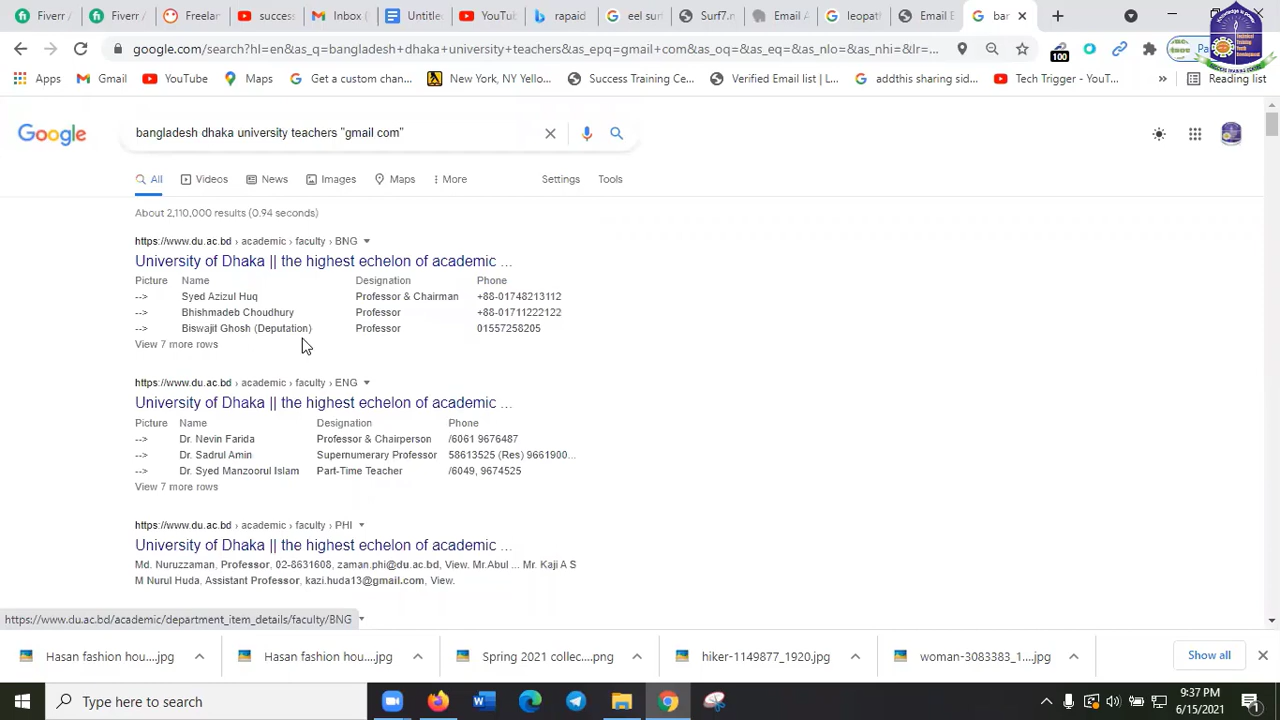 Fiverr /
Fiverr /
Freelan
success
Inbox (
Untitle
YouTu
rapaid
eel surf
Surf7.n
Email A
leopath
Email E
bar
google.com/search?hl=en&as_q=bangladesh+dhaka+university+teachers&as_epq=gmail+com&as_oq=&as_eq=&as_nlo=&as_nhi=&lr=...
100
Pa
Apps
Gmail
YouTube
Maps
Get a custom chan...
New York, NY Yello...
Success Training Ce...
Verified Email list | L...
addthis sharing sid...
Tech Trigger - YouT...
»
Reading list
Google
bangladesh dhaka university teachers "gmail com"
All
Videos
News
Images
Maps
More
Settings
Tools
About 2,110,000 results (0.94 seconds)
https://www.du.ac.bd › academic › faculty › BNG
University of Dhaka || the highest echelon of academic ...
Picture Name Designation Phone
--> Syed Azizul Huq Professor & Chairman +88-01748213112
--> Bhishmadeb Choudhury Professor +88-01711222122
--> Biswajit Ghosh (Deputation) Professor 01557258205
View 7 more rows
https://www.du.ac.bd › academic › faculty › ENG
University of Dhaka || the highest echelon of academic ...
Picture Name Designation Phone
--> Dr. Nevin Farida Professor & Chairperson /6061 9676487
--> Dr. Sadrul Amin Supernumerary Professor 58613525 (Res) 9661900...
--> Dr. Syed Manzoorul Islam Part-Time Teacher /6049, 9674525
View 7 more rows
https://www.du.ac.bd › academic › faculty › PHI
University of Dhaka || the highest echelon of academic ...
Md. Nuruzzaman, Professor, 02-8631608, zaman.phi@du.ac.bd, View. Mr.Abul ... Mr. Kaji A S
M Nurul Huda, Assistant Professor, kazi.huda13@gmail.com, View.
https://www.du.ac.bd/academic/department_item_details/faculty/BNG
Hasan fashion hou....jpg
Hasan fashion hou....jpg
Spring 2021 collec....png
hiker-1149877_1920.jpg
woman-3083383_1....jpg
Show all
Type here to search
9:37 PM
6/15/2021
1